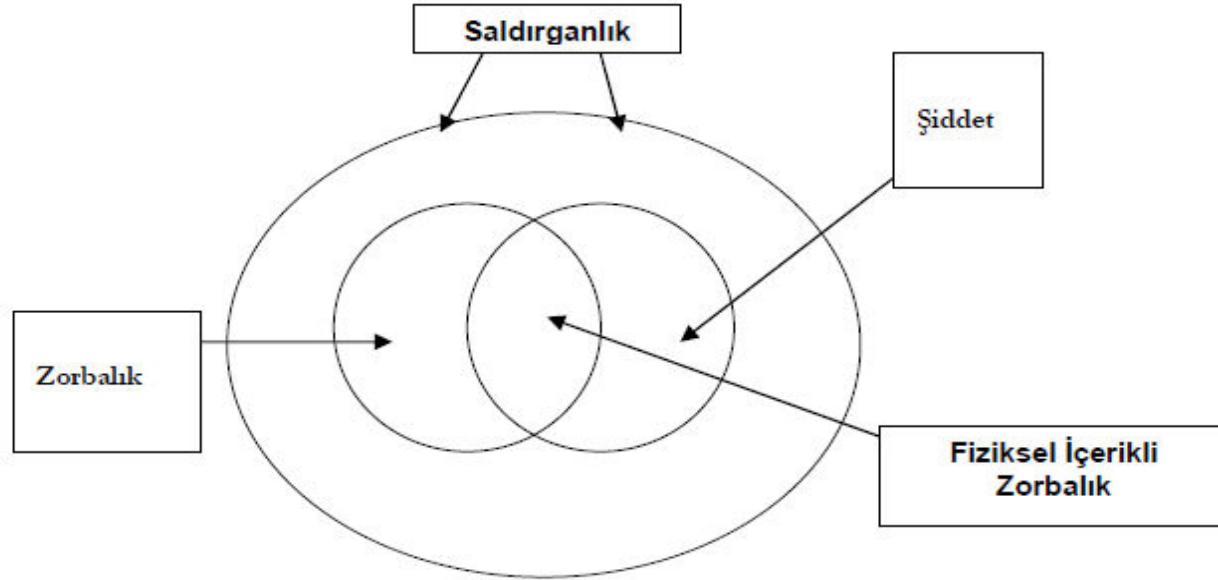 Saldırganlık
Şiddet
Zorbalık
Fiziksel İçerikli
Zorbalık